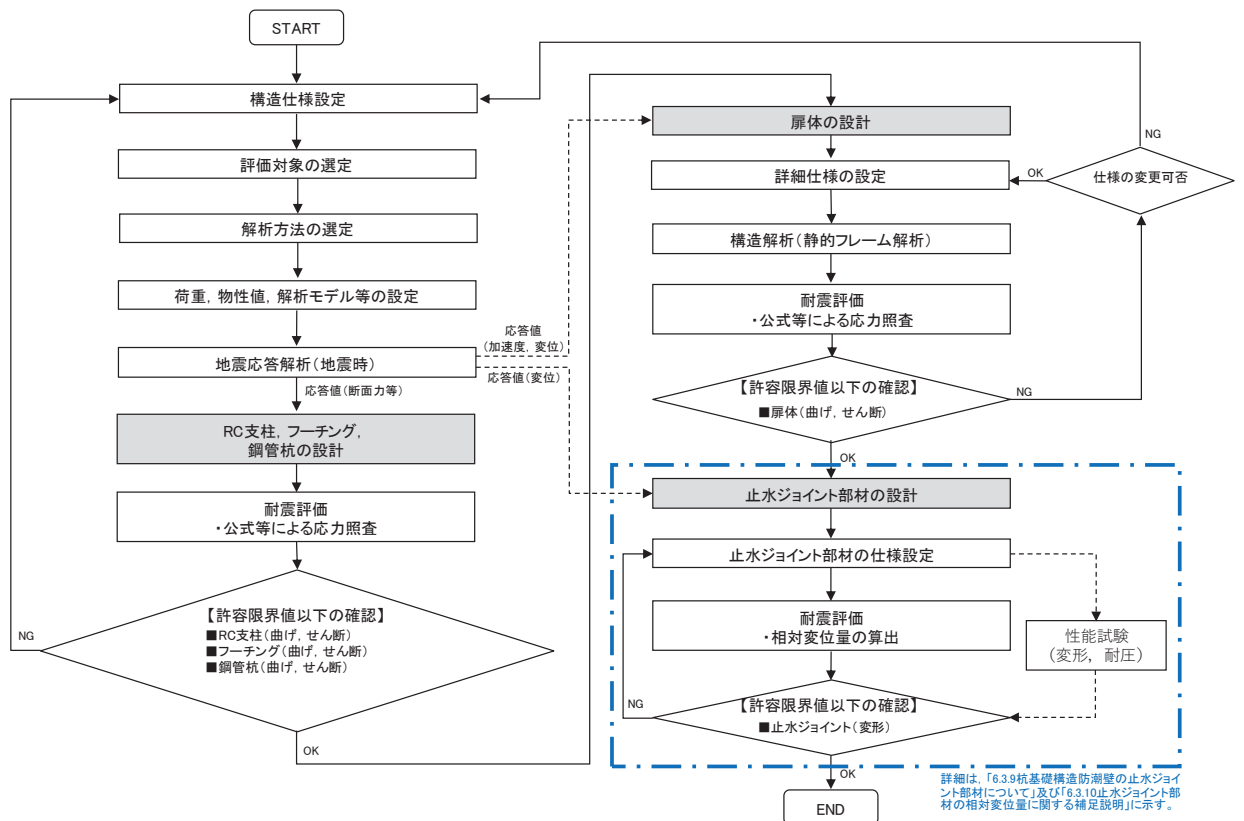 START
構造仕様設定
評価対象の選定
解析方法の選定
荷重，物性値，解析モデル等の設定
地震応答解析（地震時）
応答値
（加速度，変位）
応答値（変位）
応答値（断面力等）
RC支柱，フーチング，
鋼管杭の設計
耐震評価
・公式等による応力照査
【許容限界値以下の確認】
■RC支柱（曲げ，せん断）
■フーチング（曲げ，せん断）
■鋼管杭（曲げ，せん断）
NG
OK
扉体の設計
詳細仕様の設定
OK
仕様の変更可否
NG
構造解析（静的フレーム解析）
耐震評価
・公式等による応力照査
【許容限界値以下の確認】
■扉体（曲げ，せん断）
NG
OK
止水ジョイント部材の設計
止水ジョイント部材の仕様設定
耐震評価
・相対変位量の算出
性能試験
（変形，耐圧）
【許容限界値以下の確認】
■止水ジョイント（変形）
NG
OK
END
詳細は，「6.3.9杭基礎構造防潮壁の止水ジョイ
ント部材について」及び「6.3.10止水ジョイント部
材の相対変位量に関する補足説明」に示す。